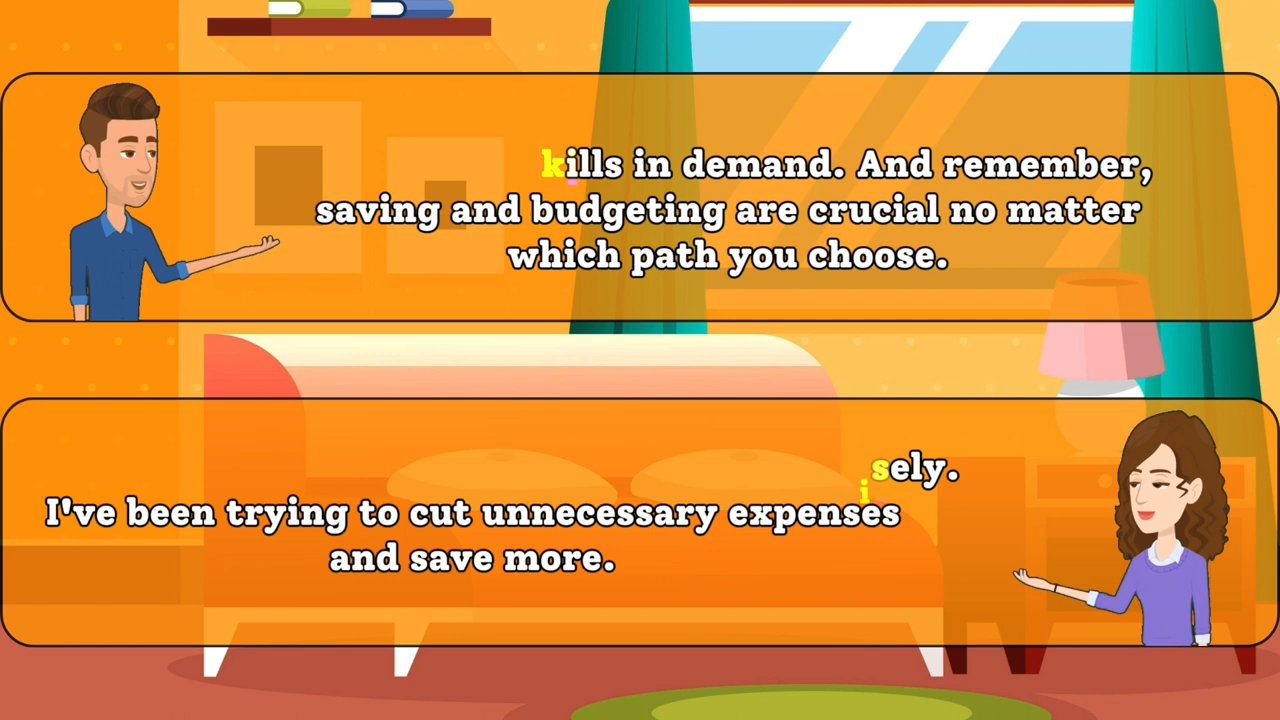 kills in demand. And remember,
saving and budgeting are crucial no matter
which path you choose.
isely.
I've been trying to cut unnecessary expenses
and save more.